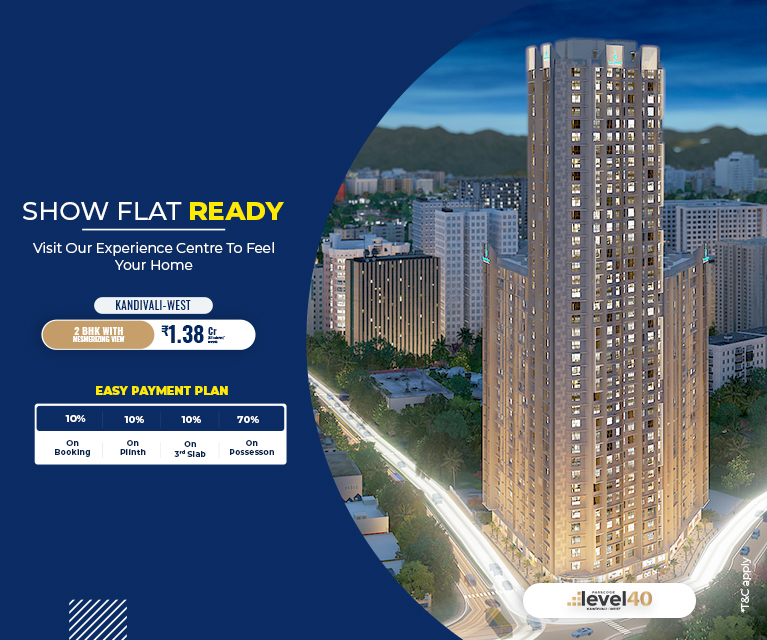 SHOW FLAT READY
Visit Our Experience Centre To Feel
Your Home
KANDIVALI-WEST
2 BHK WITH
MESMERIZING VIEW
₹1.38 Cr
EASY PAYMENT PLAN
10% 10% 10% 70%
On Booking
On Plinth
On 3rd Slab
On Possesson
PASSCODE
level40
KANDIVALI - WEST
*T&C apply